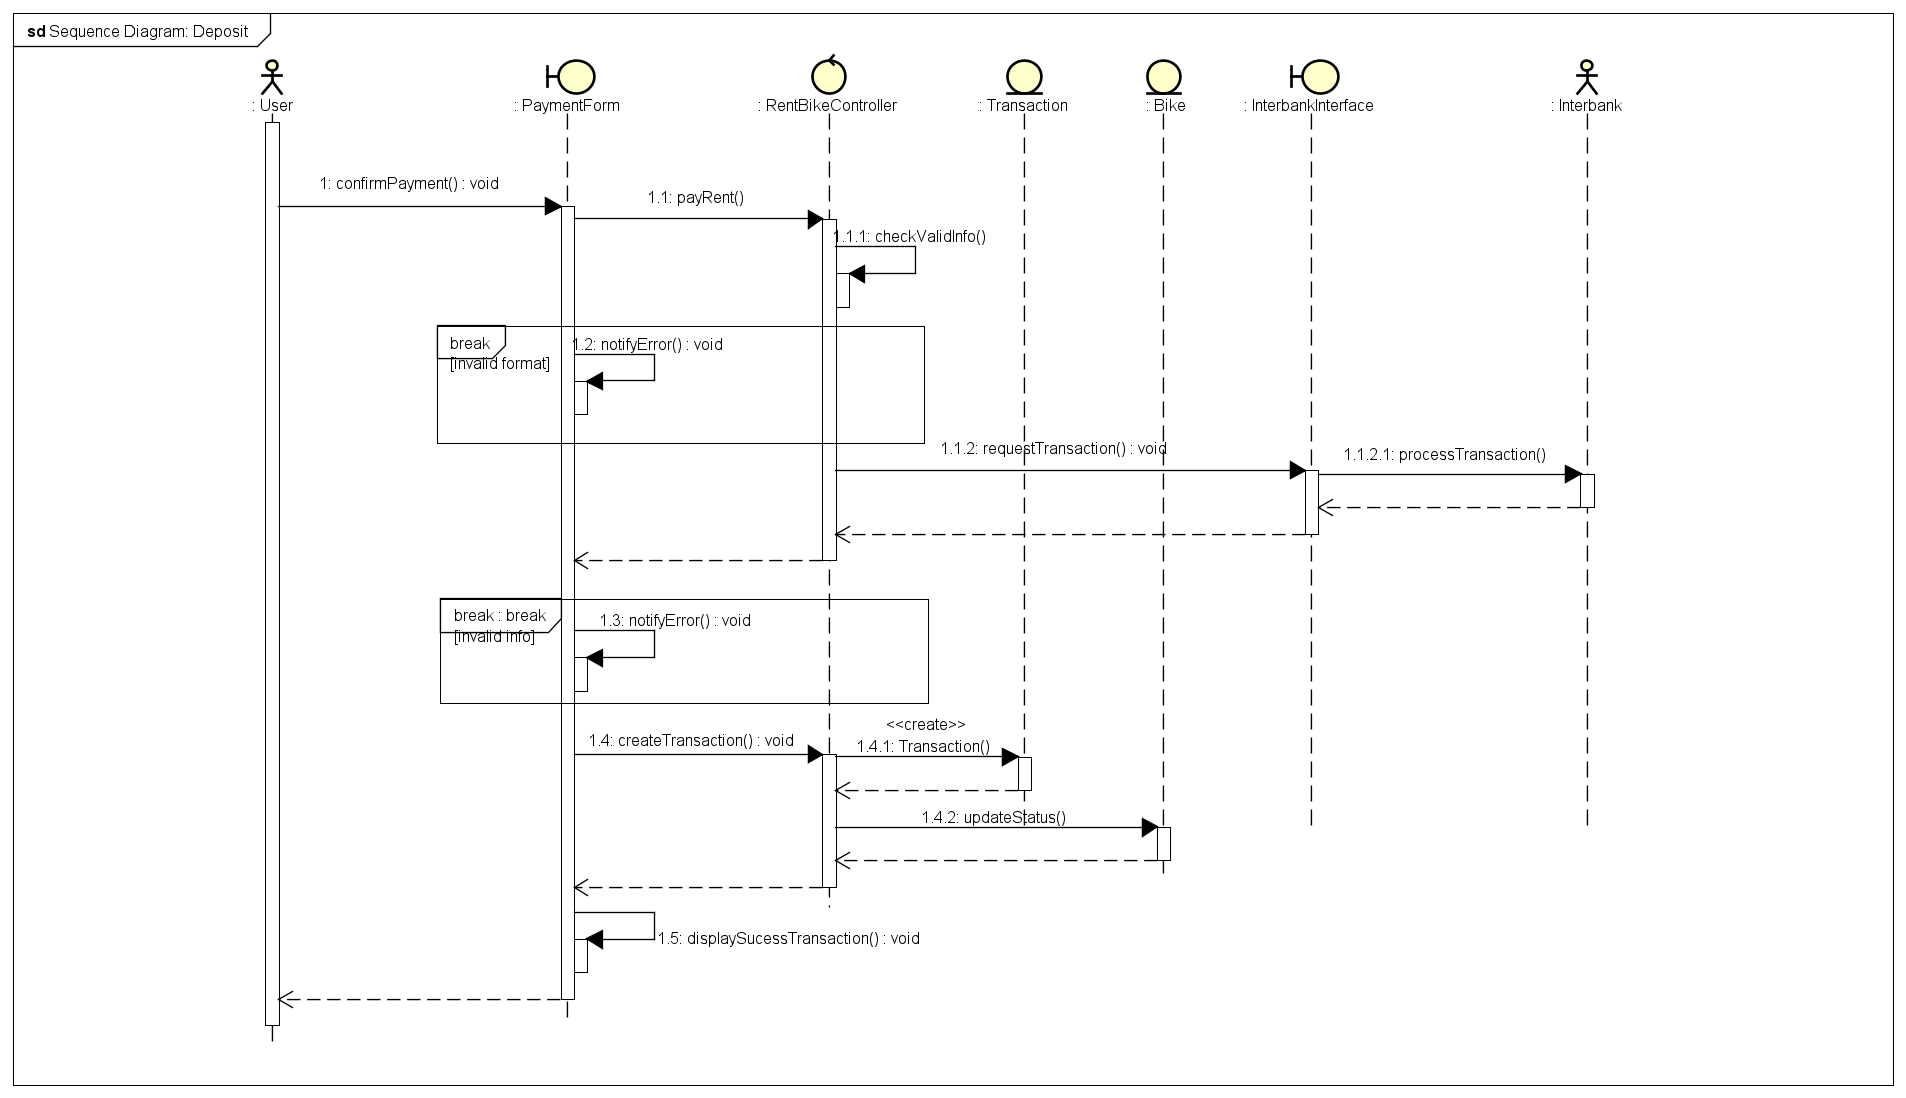 sd Sequence Diagram: Deposit
: User
: PaymentForm
: RentBikeController
: Transaction
: Bike
: InterbankInterface
: Interbank
1: confirmPayment() : void
1.1: payRent()
1.1.1: checkValidInfo()
break
[invalid format]
1.2: notifyError() : void
1.1.2: requestTransaction() : void
1.1.2.1: processTransaction()
break : break
[invalid info]
1.3: notifyError() : void
<<create>>
1.4: createTransaction() : void
1.4.1: Transaction()
1.4.2: updateStatus()
1.5: displaySucessTransaction() : void